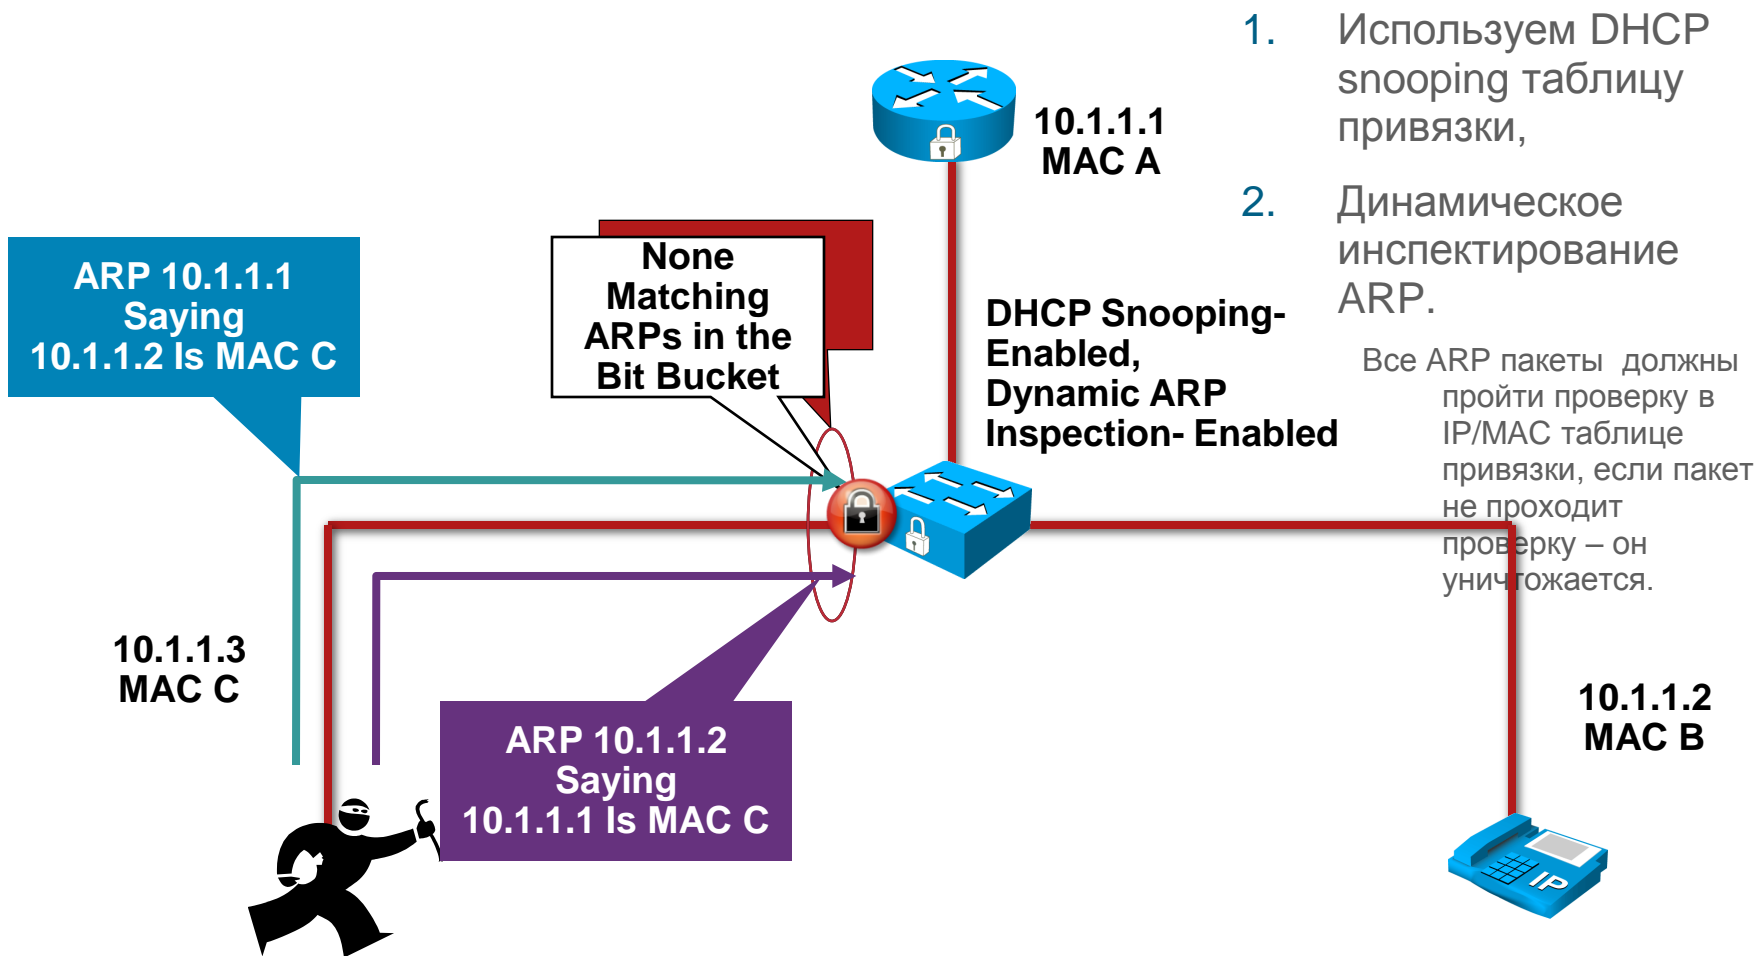 1. Используем DHCP
snooping таблицу
привязки,
2. Динамическое
инспектирование
ARP.
Все ARP пакеты должны
пройти проверку в
IP/MAC таблице
привязки, если пакет
не проходит
проверку – он
уничтожается.
10.1.1.1
MAC A
None
Matching
ARPs in the
Bit Bucket
ARP 10.1.1.1
Saying
10.1.1.2 Is MAC C
DHCP Snooping-
Enabled,
Dynamic ARP
Inspection- Enabled
10.1.1.3
MAC C
ARP 10.1.1.2
Saying
10.1.1.1 Is MAC C
10.1.1.2
MAC B
IP